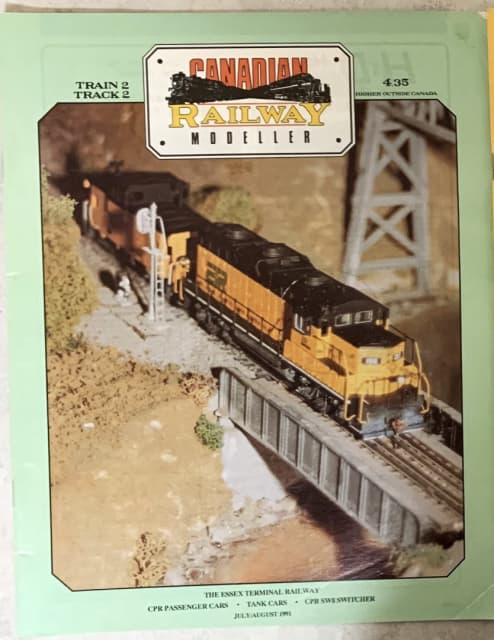 TRAIN 2
TRACK 2
CANADIAN
RAILWAY
MODELLER
4.35
HIGHER OUTSIDE CANADA
THE ESSEX TERMINAL RAILWAY
CPR PASSENGER CARS • TANK CARS • CPR SW8 SWITCHER
JULY/AUGUST 1991